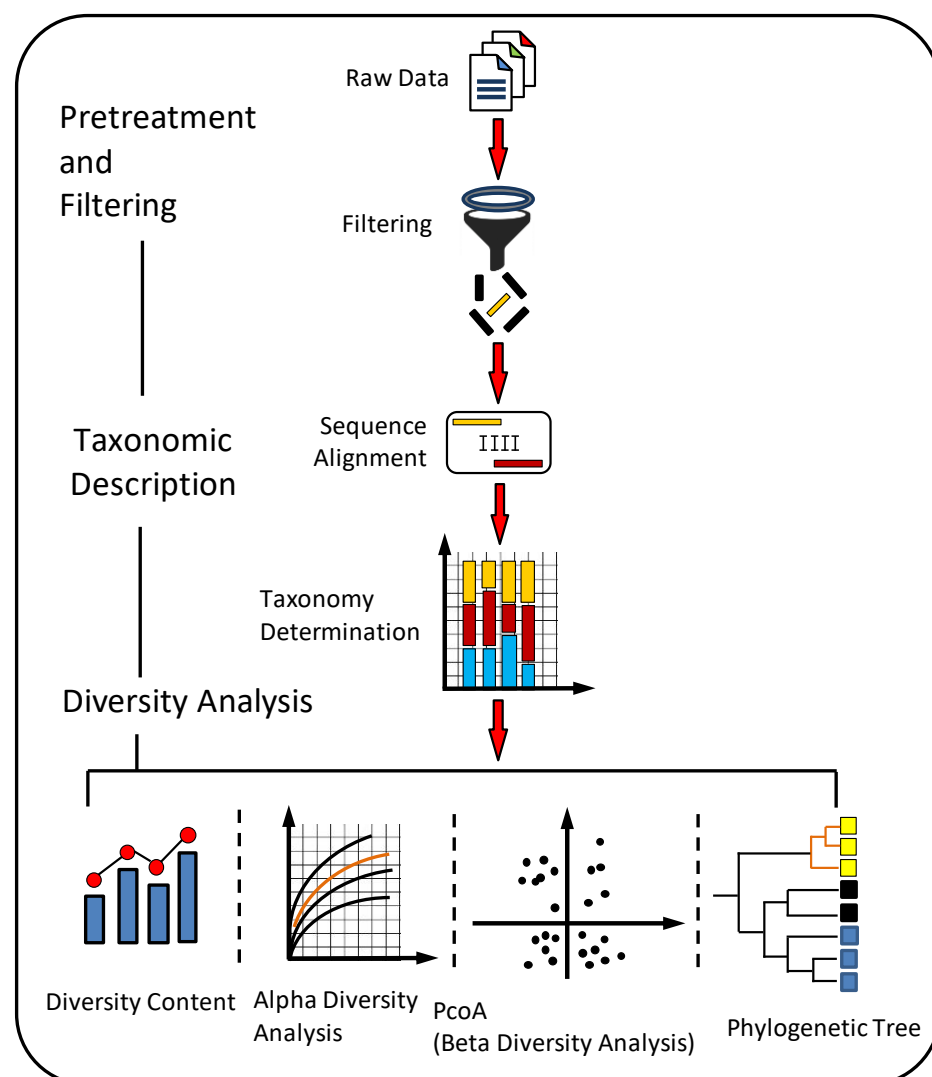 Raw Data
Pretreatment
and
Filtering
Filtering
Sequence
Alignment
IIII
Taxonomic
Description
Taxonomy
Determination
Diversity Analysis
Diversity Content
Alpha Diversity
Analysis
PcoA
(Beta Diversity Analysis)
Phylogenetic Tree